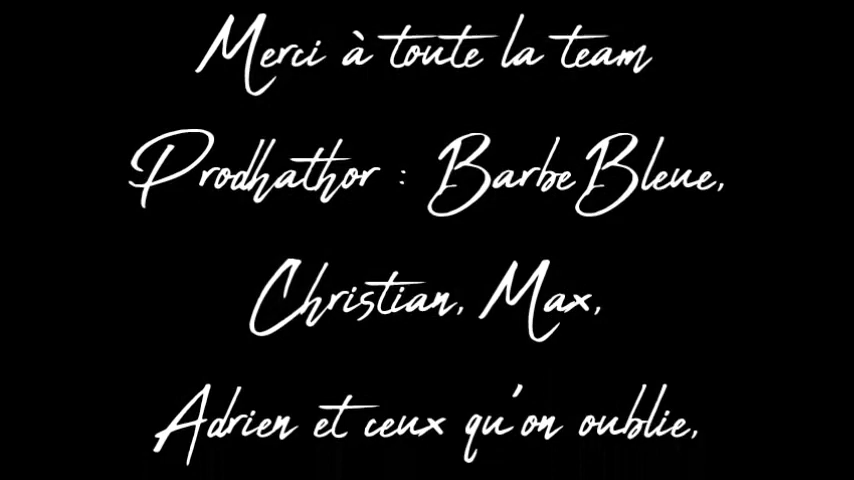 Merci à toute la team
Prodhathor : BarbeBleue,
Christian, Max,
Adrien et ceux qu'on oublie,